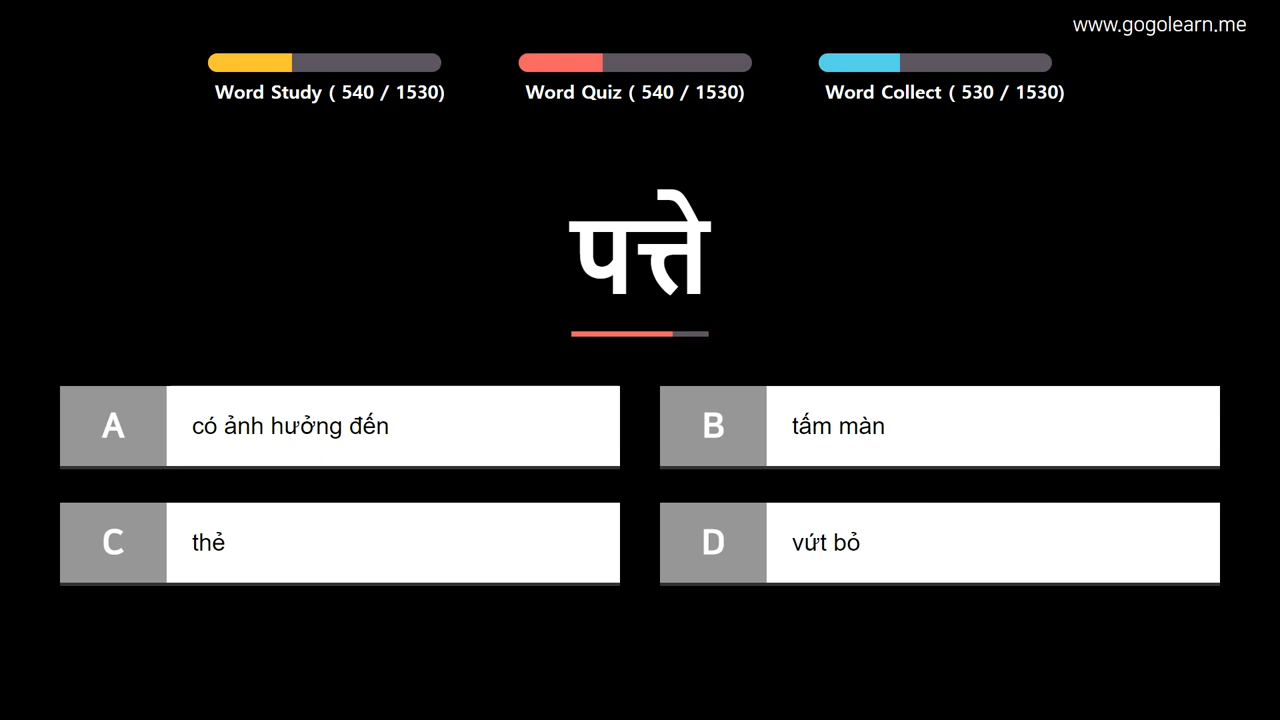 www.gogolearn.me
Word Study ( 540 / 1530)
Word Quiz ( 540 / 1530)
Word Collect ( 530 / 1530)
पत्ते
A
có ảnh hưởng đến
B
tấm màn
C
thẻ
D
vứt bỏ